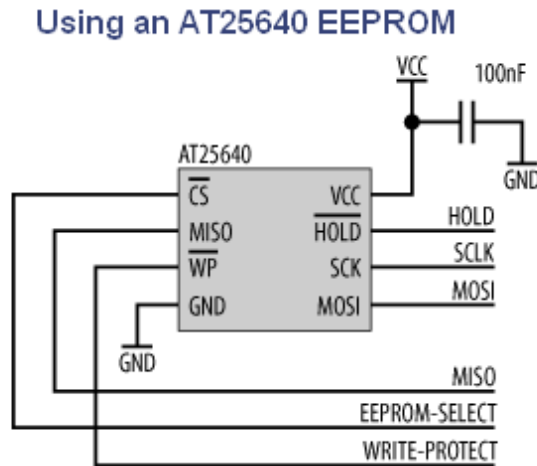 Using an AT25640 EEPROM
VCC
100nF
GND
AT25640
CS
VCC
MISO
HOLD
HOLD
WP
SCK
SCLK
GND
MOSI
MOSI
GND
MISO
EEPROM-SELECT
WRITE-PROTECT